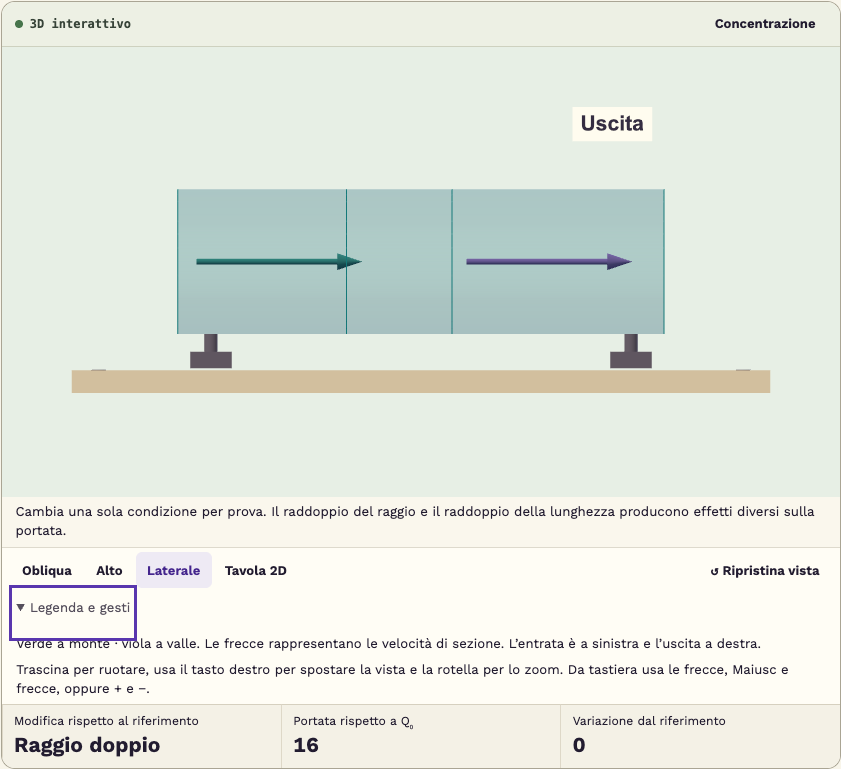 3D interattivo
Concentrazione
Uscita
Cambia una sola condizione per prova. Il raddoppio del raggio e il raddoppio della lunghezza producono effetti diversi sulla
portata.
Obliqua Alto Laterale Tavola 2D ↺ Ripristina vista
▼ Legenda e gesti
Verde a monte · viola a valle. Le frecce rappresentano le velocità di sezione. L’entrata è a sinistra e l’uscita a destra.
Trascina per ruotare, usa il tasto destro per spostare la vista e la rotella per lo zoom. Da tastiera usa le frecce, Maiusc e
frecce, oppure + e −.
Modifica rispetto al riferimento
Raggio doppio
Portata rispetto a Q₀
16
Variazione dal riferimento
0